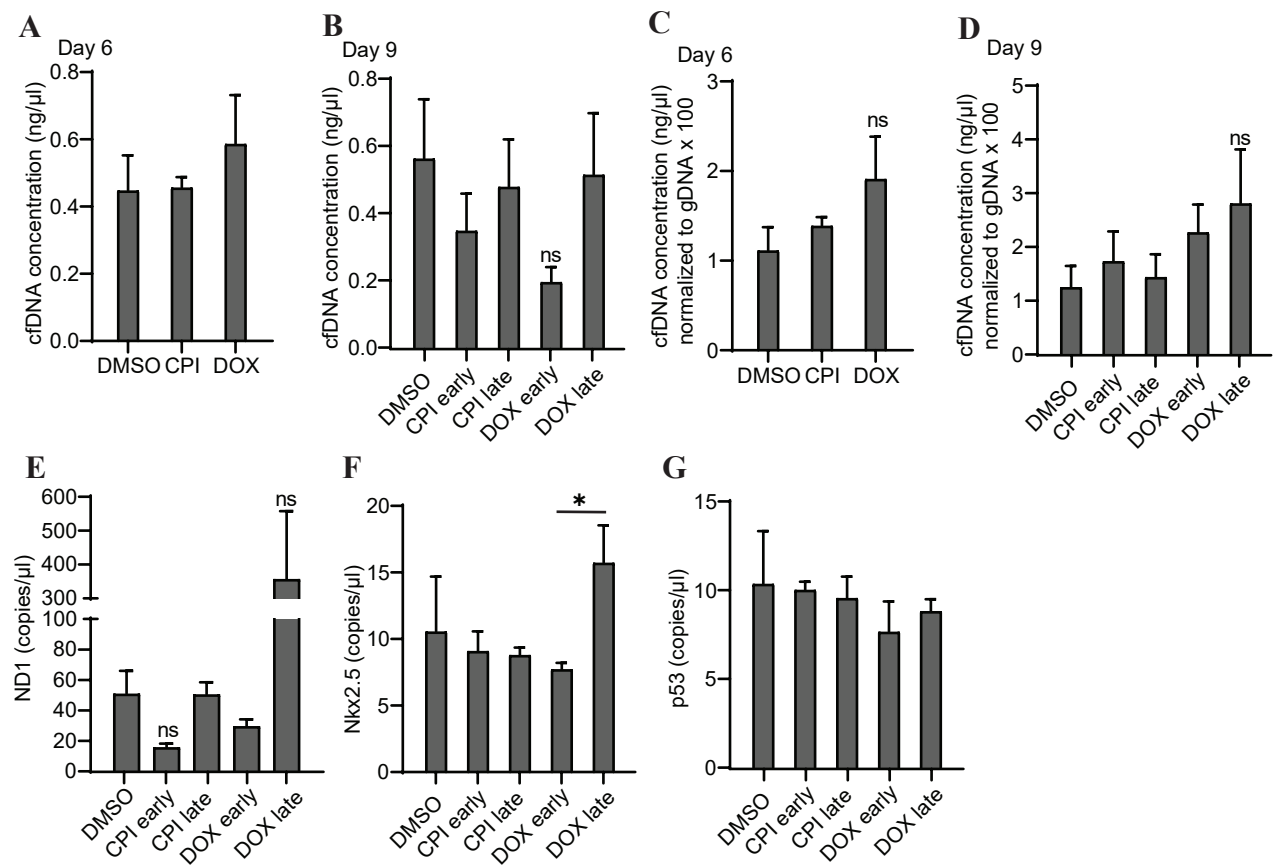 A
Day 6
cfDNA concentration (ng/µl)
0.8
0.6
0.4
0.2
0.0
DMSO
CPI
DOX
B
Day 9
cfDNA concentration (ng/µl)
0.8
0.6
0.4
0.2
0.0
ns
DMSO
CPI early
CPI late
DOX early
DOX late
C
Day 6
cfDNA concentration (ng/µl)
normalized to gDNA x 100
3
2
1
0
ns
DMSO
CPI
DOX
D
Day 9
cfDNA concentration (ng/µl)
normalized to gDNA x 100
5
4
3
2
1
0
ns
DMSO
CPI early
CPI late
DOX early
DOX late
E
ND1 (copies/µl)
600
500
400
300
100
80
60
40
20
0
ns
ns
DMSO
CPI early
CPI late
DOX early
DOX late
F
Nkx2.5 (copies/µl)
20
15
10
5
0
*
DMSO
CPI early
CPI late
DOX early
DOX late
G
p53 (copies/µl)
15
10
5
0
DMSO
CPI early
CPI late
DOX early
DOX late